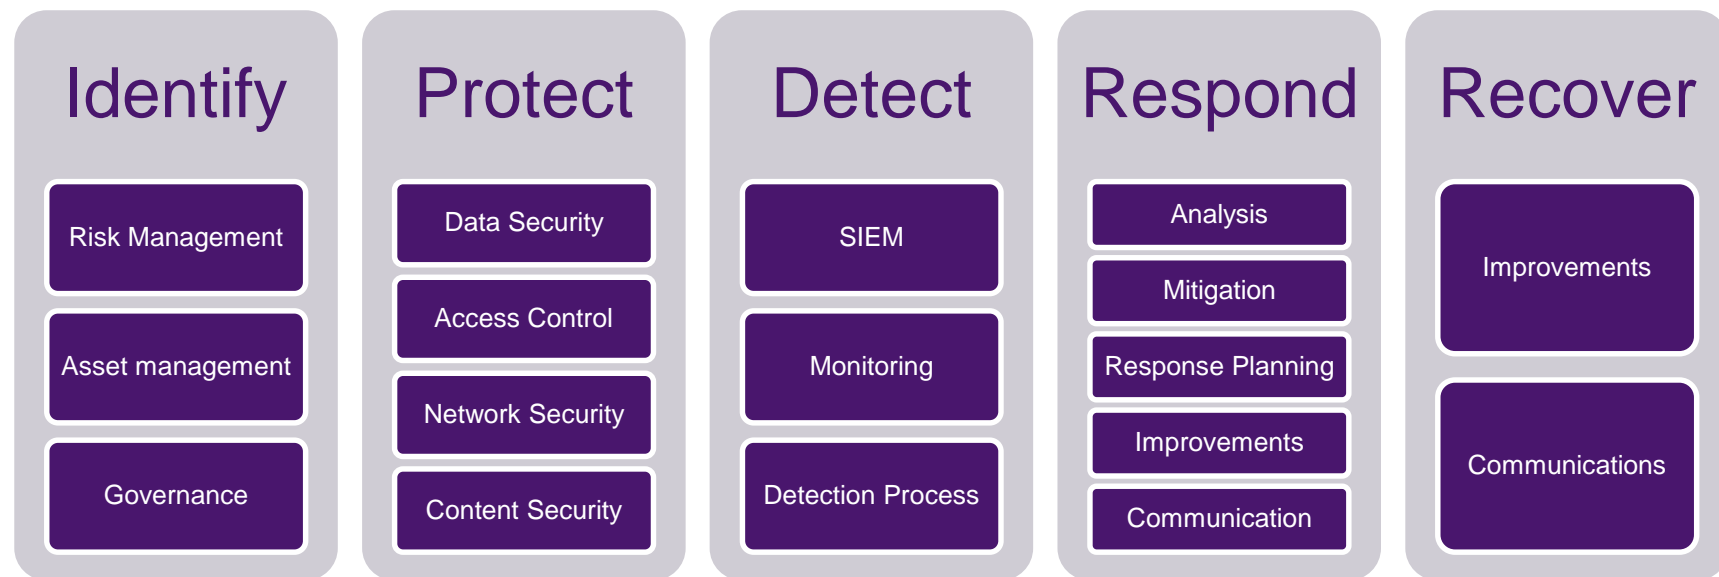 Identify
Risk Management
Asset management
Governance
Protect
Data Security
Access Control
Network Security
Content Security
Detect
SIEM
Monitoring
Detection Process
Respond
Analysis
Mitigation
Response Planning
Improvements
Communication
Recover
Improvements
Communications